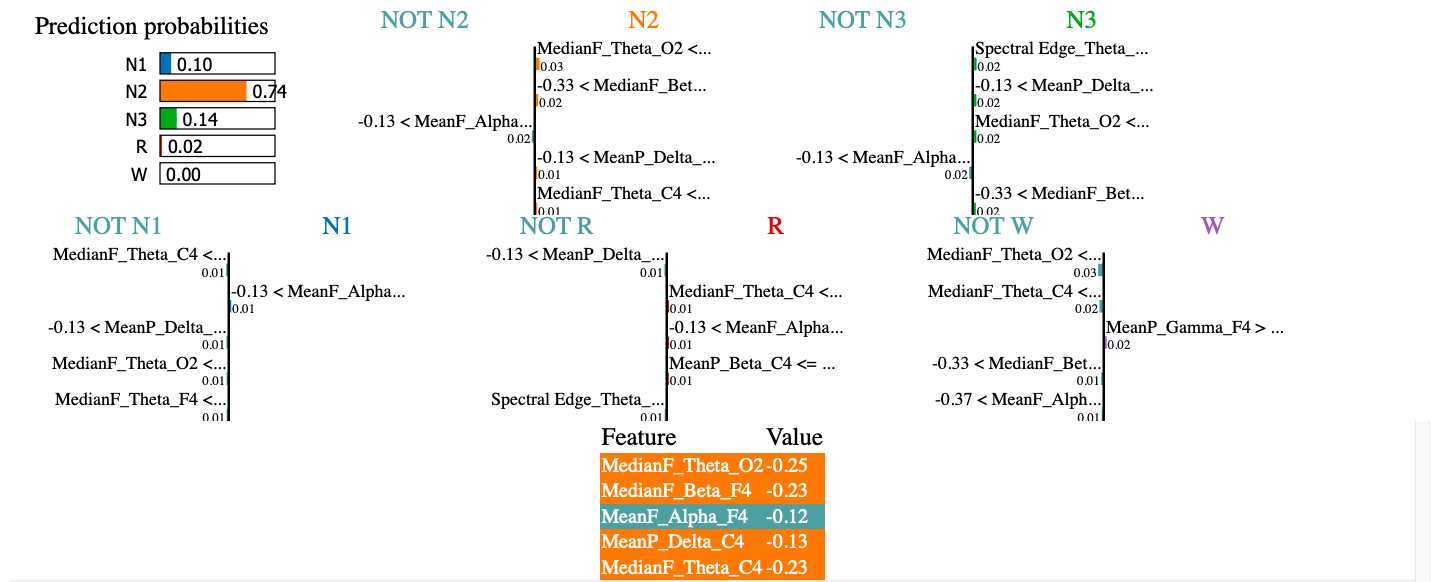 Prediction probabilities
N1 0.10
N2 0.74
N3 0.14
R 0.02
W 0.00
NOT N2 N2
MedianF_Theta_O2 <...
0.03
-0.33 < MedianF_Bet...
0.02
-0.13 < MeanF_Alpha...
0.02
-0.13 < MeanP_Delta_...
0.01
MedianF_Theta_C4 <...
0.01
NOT N3 N3
Spectral Edge_Theta_...
0.02
-0.13 < MeanP_Delta_...
0.02
MedianF_Theta_O2 <...
0.02
-0.13 < MeanF_Alpha...
0.02
-0.33 < MedianF_Bet...
0.02
NOT N1 N1
MedianF_Theta_C4 <...
0.01
-0.13 < MeanF_Alpha...
0.01
-0.13 < MeanP_Delta_...
0.01
MedianF_Theta_O2 <...
0.01
MedianF_Theta_F4 <...
0.01
NOT R R
-0.13 < MeanP_Delta_...
0.01
MedianF_Theta_C4 <...
0.01
-0.13 < MeanF_Alpha...
0.01
MeanP_Beta_C4 <= ...
0.01
Spectral Edge_Theta_...
0.01
NOT W W
MedianF_Theta_O2 <...
0.03
MedianF_Theta_C4 <...
0.02
MeanP_Gamma_F4 > ...
0.02
-0.33 < MedianF_Bet...
0.01
-0.37 < MeanF_Alph...
0.01
Feature Value
MedianF_Theta_O2 -0.25
MedianF_Beta_F4 -0.23
MeanF_Alpha_F4 -0.12
MeanP_Delta_C4 -0.13
MedianF_Theta_C4 -0.23